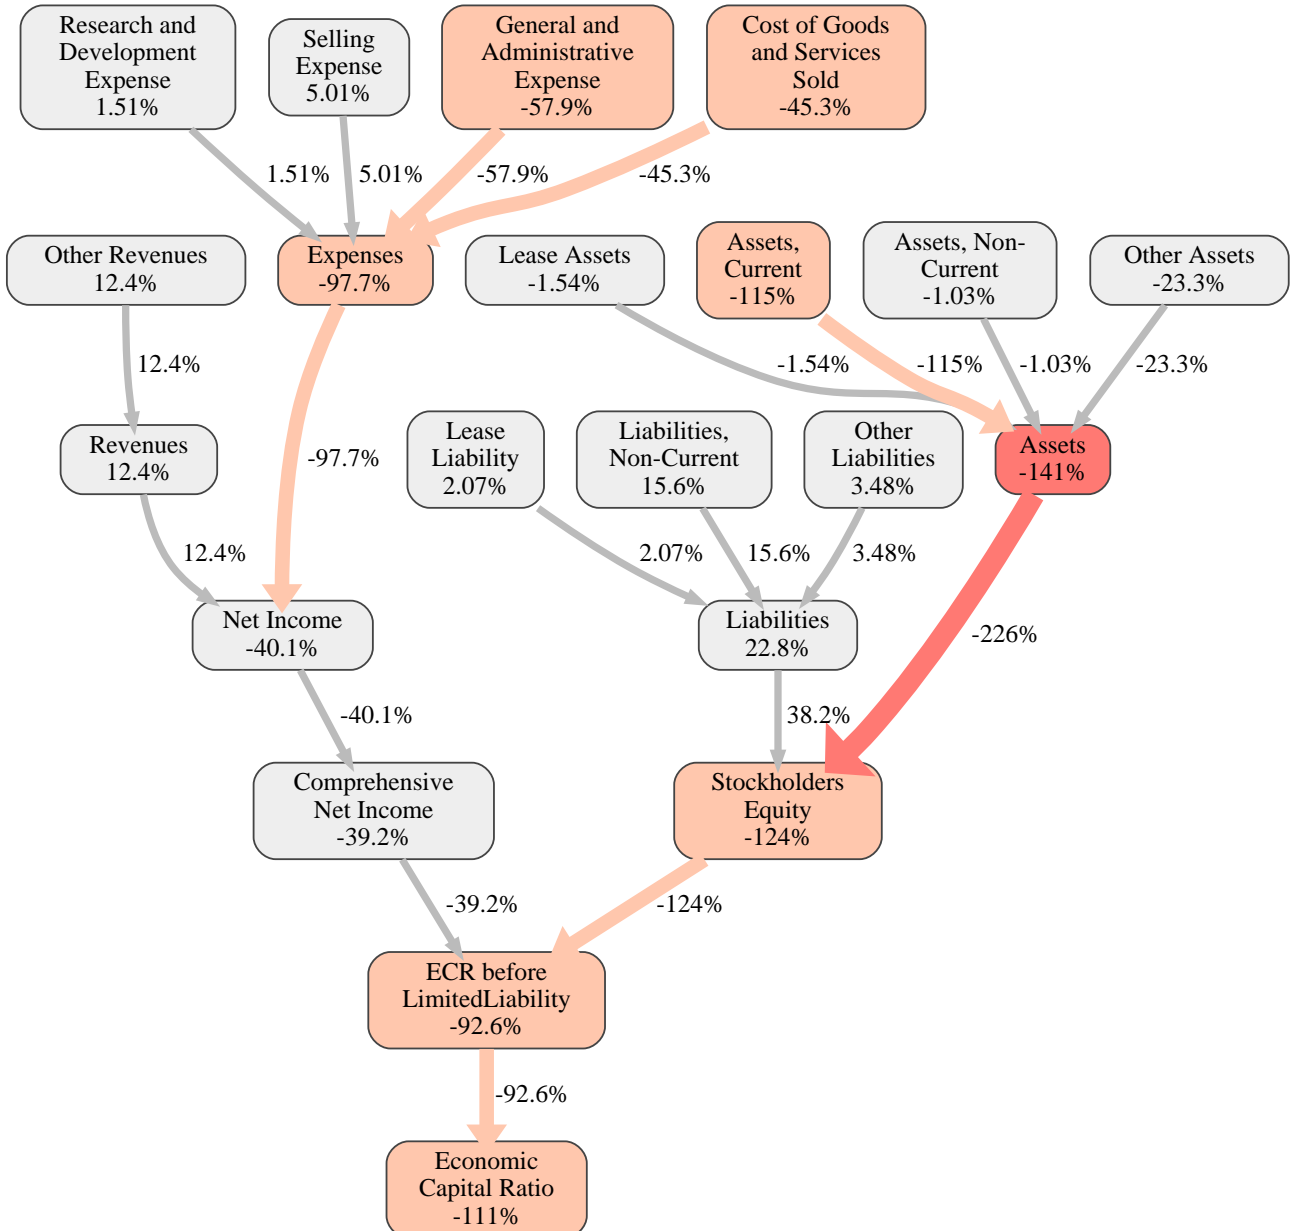 Research and
Development
Expense
1.51%
Selling
Expense
5.01%
General and
Administrative
Expense
-57.9%
Cost of Goods
and Services
Sold
-45.3%
1.51%
5.01%
-57.9%
-45.3%
Other Revenues
12.4%
Expenses
-97.7%
Lease Assets
-1.54%
Assets,
Current
-115%
Assets, Non-
Current
-1.03%
Other Assets
-23.3%
12.4%
-1.54%
-115%
-1.03%
-23.3%
Revenues
12.4%
-97.7%
Lease
Liability
2.07%
Liabilities,
Non-Current
15.6%
Other
Liabilities
3.48%
Assets
-141%
12.4%
2.07%
15.6%
3.48%
Net Income
-40.1%
Liabilities
22.8%
-226%
-40.1%
38.2%
Comprehensive
Net Income
-39.2%
Stockholders
Equity
-124%
-39.2%
-124%
ECR before
LimitedLiability
-92.6%
-92.6%
Economic
Capital Ratio
-111%